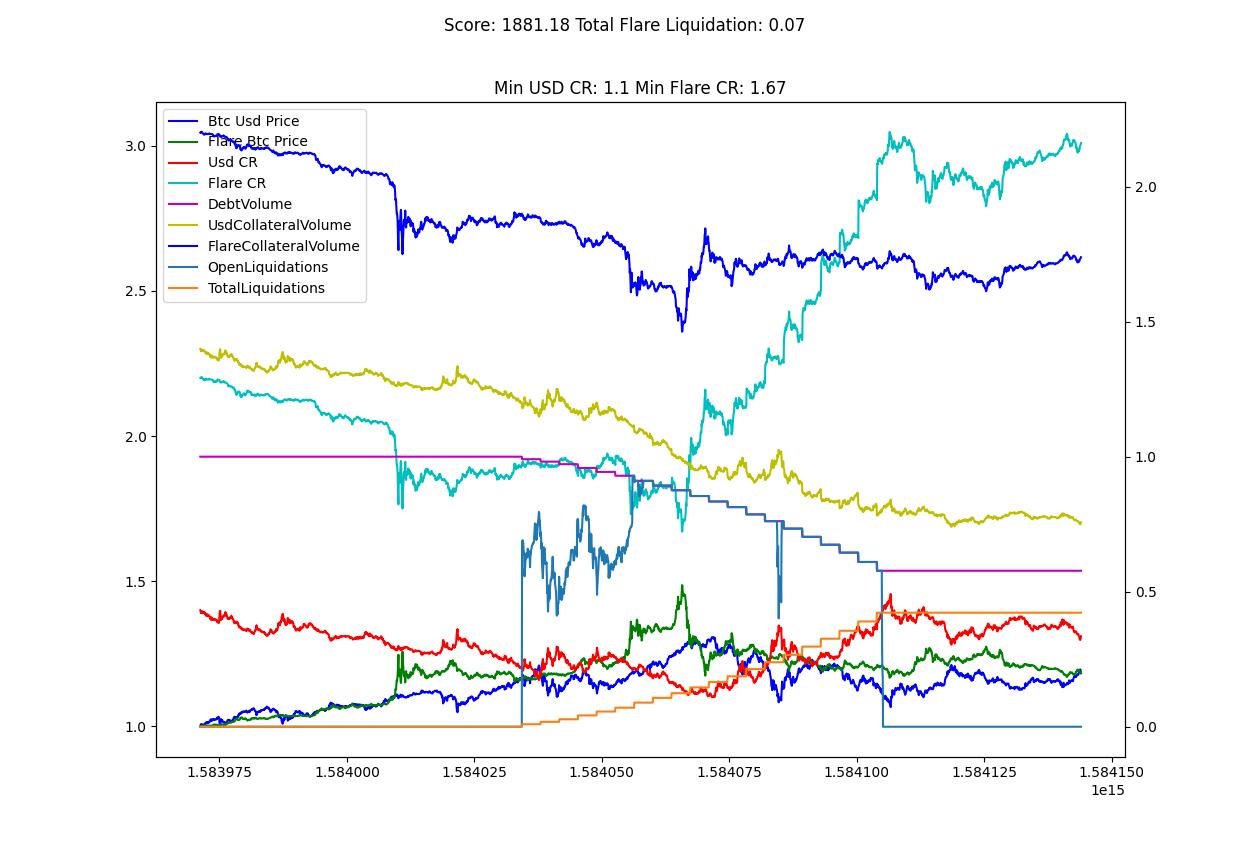 Score: 1881.18 Total Flare Liquidation: 0.07
Min USD CR: 1.1 Min Flare CR: 1.67
Btc Usd Price
Flare Btc Price
Usd CR
Flare CR
DebtVolume
UsdCollateralVolume
FlareCollateralVolume
OpenLiquidations
TotalLiquidations
3.0
2.5
2.0
1.5
1.0
2.0
1.5
1.0
0.5
0.0
1.583975 1.584000 1.584025 1.584050 1.584075 1.584100 1.584125 1.584150
1e15